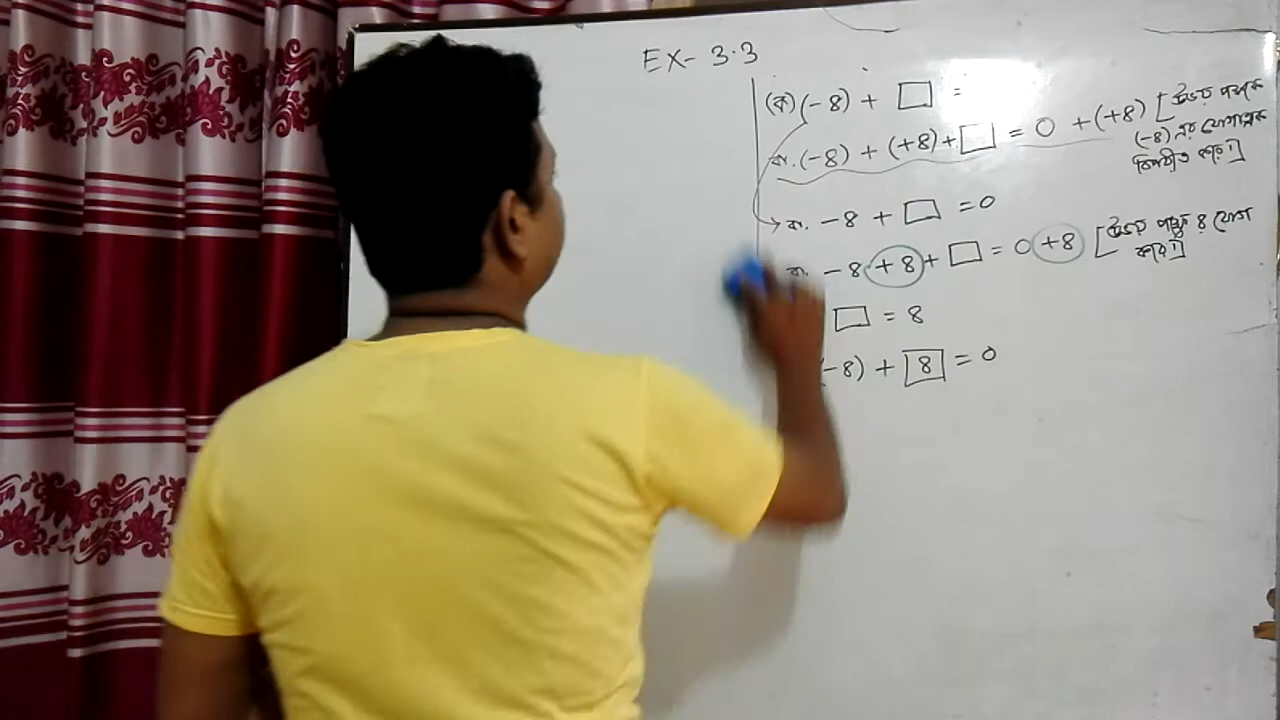 EX- 3.3
(ক) (-8) + □ =
বা. (-8) + (+8) + □ = 0 + (+8) [উভয় পক্ষে
(-8) এর যোগাত্মক
বিপরীত করে।]
বা. -8 + □ = 0
বা. -8 + 8 + □ = 0 + 8 [উভয় পক্ষে 8 যোগ
করে।]
□ = 8
(-8) + 8 = 0